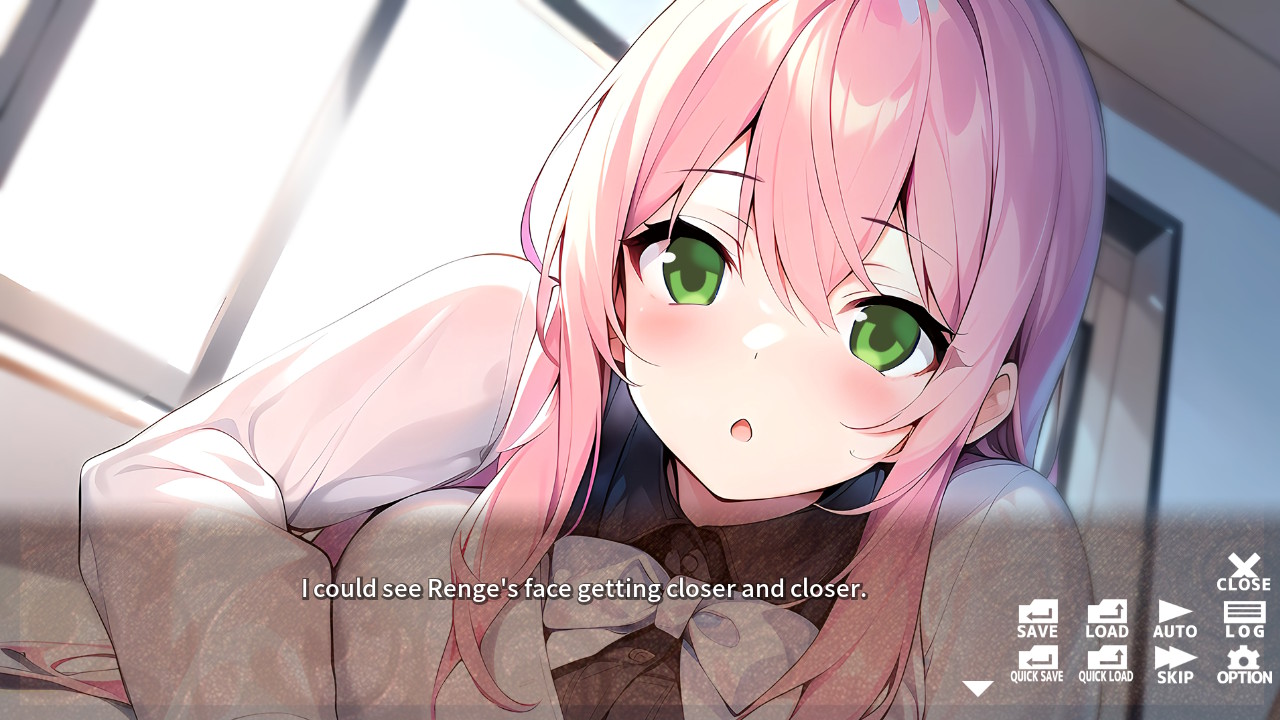 I could see Renge's face getting closer and closer.
CLOSE
SAVE
LOAD
AUTO
LOG
QUICK SAVE
QUICK LOAD
SKIP
OPTION